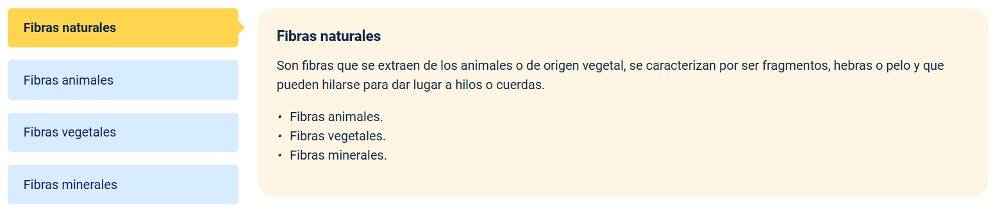 Fibras naturales
Fibras animales
Fibras vegetales
Fibras minerales
Fibras naturales
Son fibras que se extraen de los animales o de origen vegetal, se caracterizan por ser fragmentos, hebras o pelo y que
pueden hilarse para dar lugar a hilos o cuerdas.
• Fibras animales.
• Fibras vegetales.
• Fibras minerales.